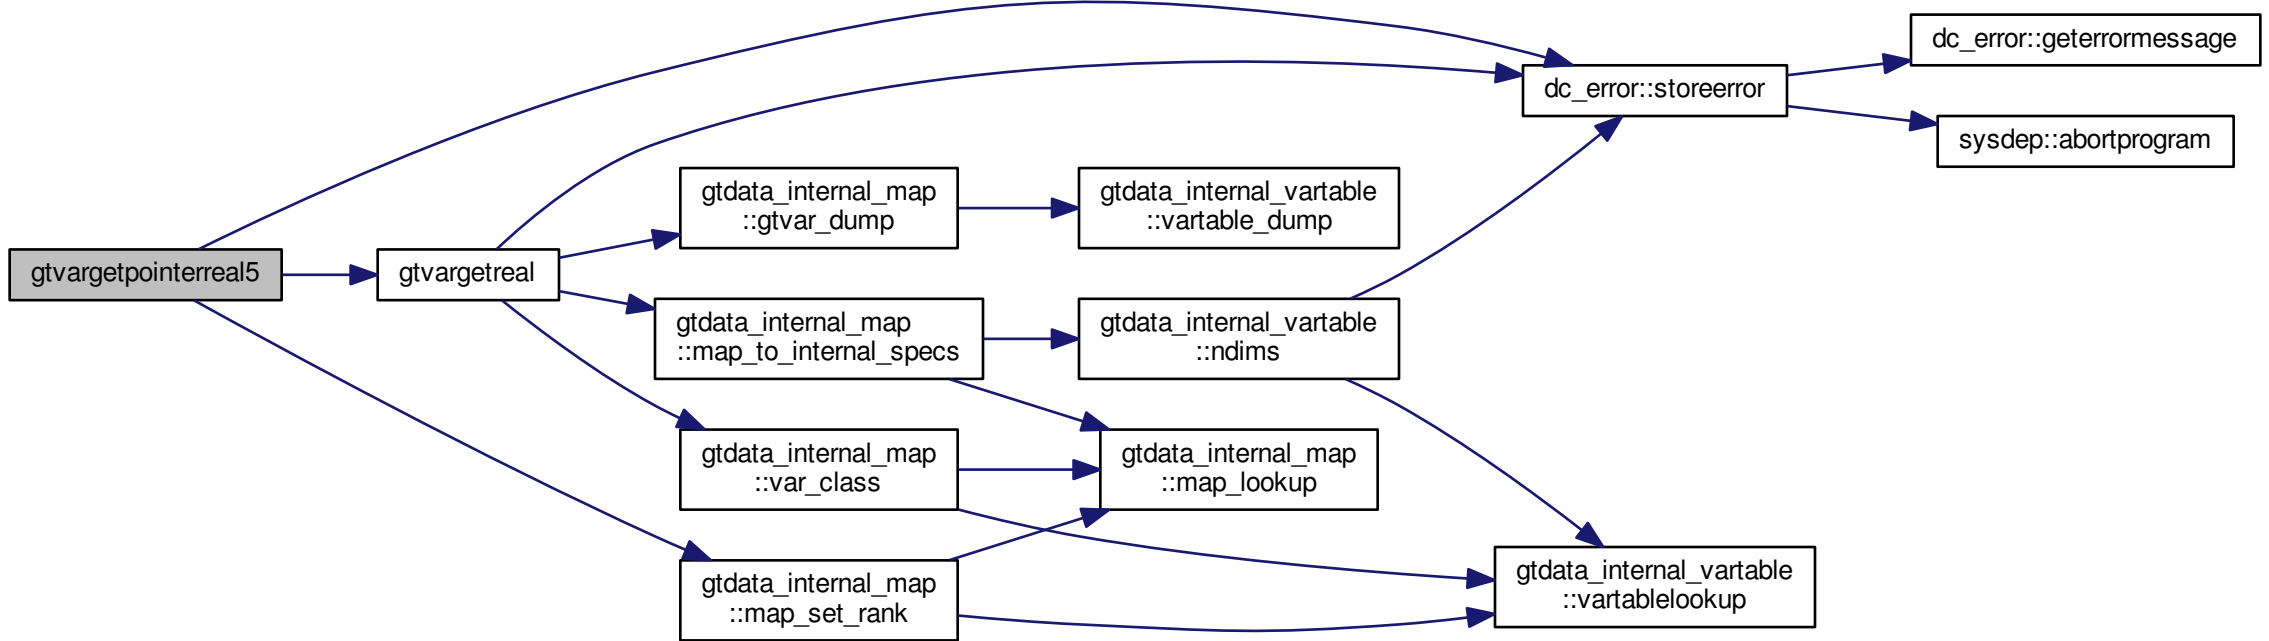 gtvargetpointerreal5
gtvargetreal
gtdata_internal_map
::gtvar_dump
gtdata_internal_map
::map_to_internal_specs
gtdata_internal_map
::var_class
gtdata_internal_map
::map_set_rank
gtdata_internal_vartable
::vartable_dump
gtdata_internal_vartable
::ndims
gtdata_internal_map
::map_lookup
dc_error::storeerror
gtdata_internal_vartable
::vartablelookup
dc_error::geterrormessage
sysdep::abortprogram